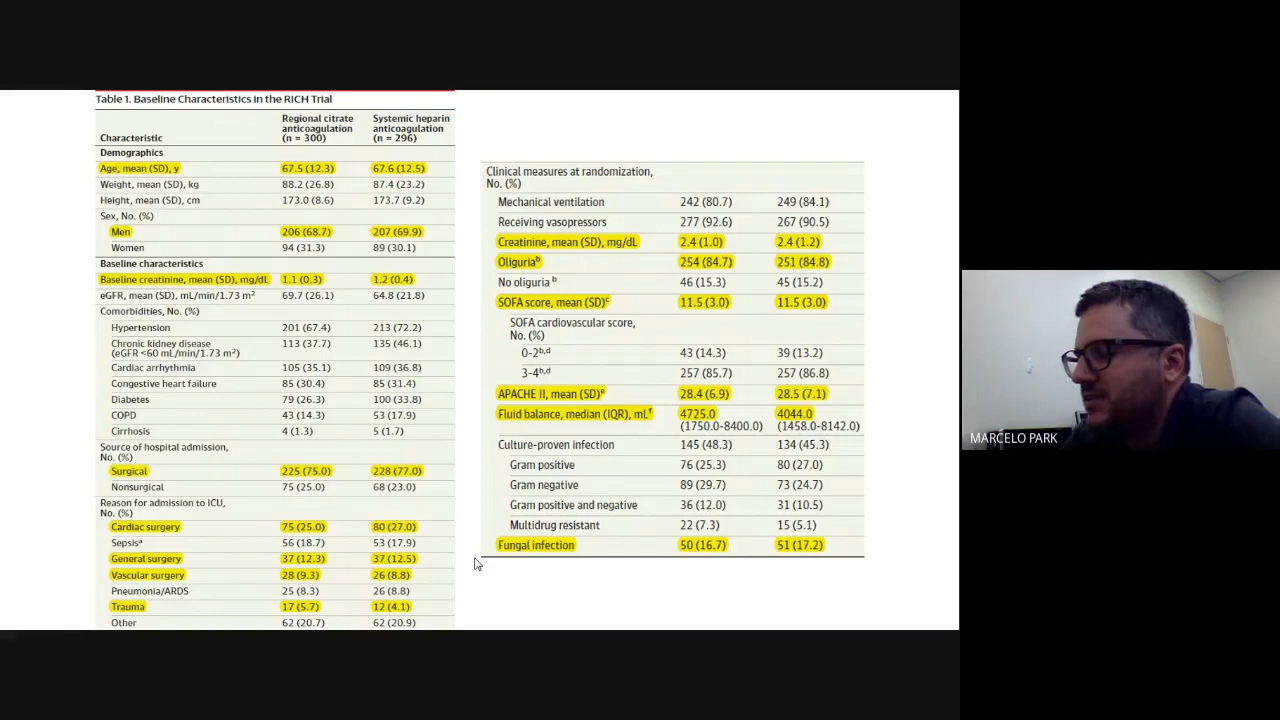 Table 1. Baseline Characteristics in the RICH Trial
Characteristic Regional citrate anticoagulation (n = 300) Systemic heparin anticoagulation (n = 296)
Demographics
Age, mean (SD), y 67.5 (12.3) 67.6 (12.5)
Weight, mean (SD), kg 88.2 (26.8) 87.4 (23.2)
Height, mean (SD), cm 173.0 (8.6) 173.7 (9.2)
Sex, No. (%)
Men 206 (68.7) 207 (69.9)
Women 94 (31.3) 89 (30.1)
Baseline characteristics
Baseline creatinine, mean (SD), mg/dL 1.1 (0.3) 1.2 (0.4)
eGFR, mean (SD), mL/min/1.73 m² 69.7 (26.1) 64.8 (21.8)
Comorbidities, No. (%)
Hypertension 201 (67.4) 213 (72.2)
Chronic kidney disease 113 (37.7) 135 (46.1)
(eGFR <60 mL/min/1.73 m²)
Cardiac arrhythmia 105 (35.1) 109 (36.8)
Congestive heart failure 85 (30.4) 85 (31.4)
Diabetes 79 (26.3) 100 (33.8)
COPD 43 (14.3) 53 (17.9)
Cirrhosis 4 (1.3) 5 (1.7)
Source of hospital admission,
No. (%)
Surgical 225 (75.0) 228 (77.0)
Nonsurgical 75 (25.0) 68 (23.0)
Reason for admission to ICU,
No. (%)
Cardiac surgery 75 (25.0) 80 (27.0)
Sepsisᵃ 56 (18.7) 53 (17.9)
General surgery 37 (12.3) 37 (12.5)
Vascular surgery 28 (9.3) 26 (8.8)
Pneumonia/ARDS 25 (8.3) 26 (8.8)
Trauma 17 (5.7) 12 (4.1)
Other 62 (20.7) 62 (20.9)
Clinical measures at randomization,
No. (%)
Mechanical ventilation 242 (80.7) 249 (84.1)
Receiving vasopressors 277 (92.6) 267 (90.5)
Creatinine, mean (SD), mg/dL 2.4 (1.0) 2.4 (1.2)
Oliguriaᵇ 254 (84.7) 251 (84.8)
No oliguria ᵇ 46 (15.3) 45 (15.2)
SOFA score, mean (SD)ᶜ 11.5 (3.0) 11.5 (3.0)
SOFA cardiovascular score,
No. (%)
0-2ᵇ,ᵈ 43 (14.3) 39 (13.2)
3-4ᵇ,ᵈ 257 (85.7) 257 (86.8)
APACHE II, mean (SD)ᵉ 28.4 (6.9) 28.5 (7.1)
Fluid balance, median (IQR), mLᶠ 4725.0 4044.0
(1750.0-8400.0) (1458.0-8142.0)
Culture-proven infection 145 (48.3) 134 (45.3)
Gram positive 76 (25.3) 80 (27.0)
Gram negative 89 (29.7) 73 (24.7)
Gram positive and negative 36 (12.0) 31 (10.5)
Multidrug resistant 22 (7.3) 15 (5.1)
Fungal infection 50 (16.7) 51 (17.2)
MARCELO PARK